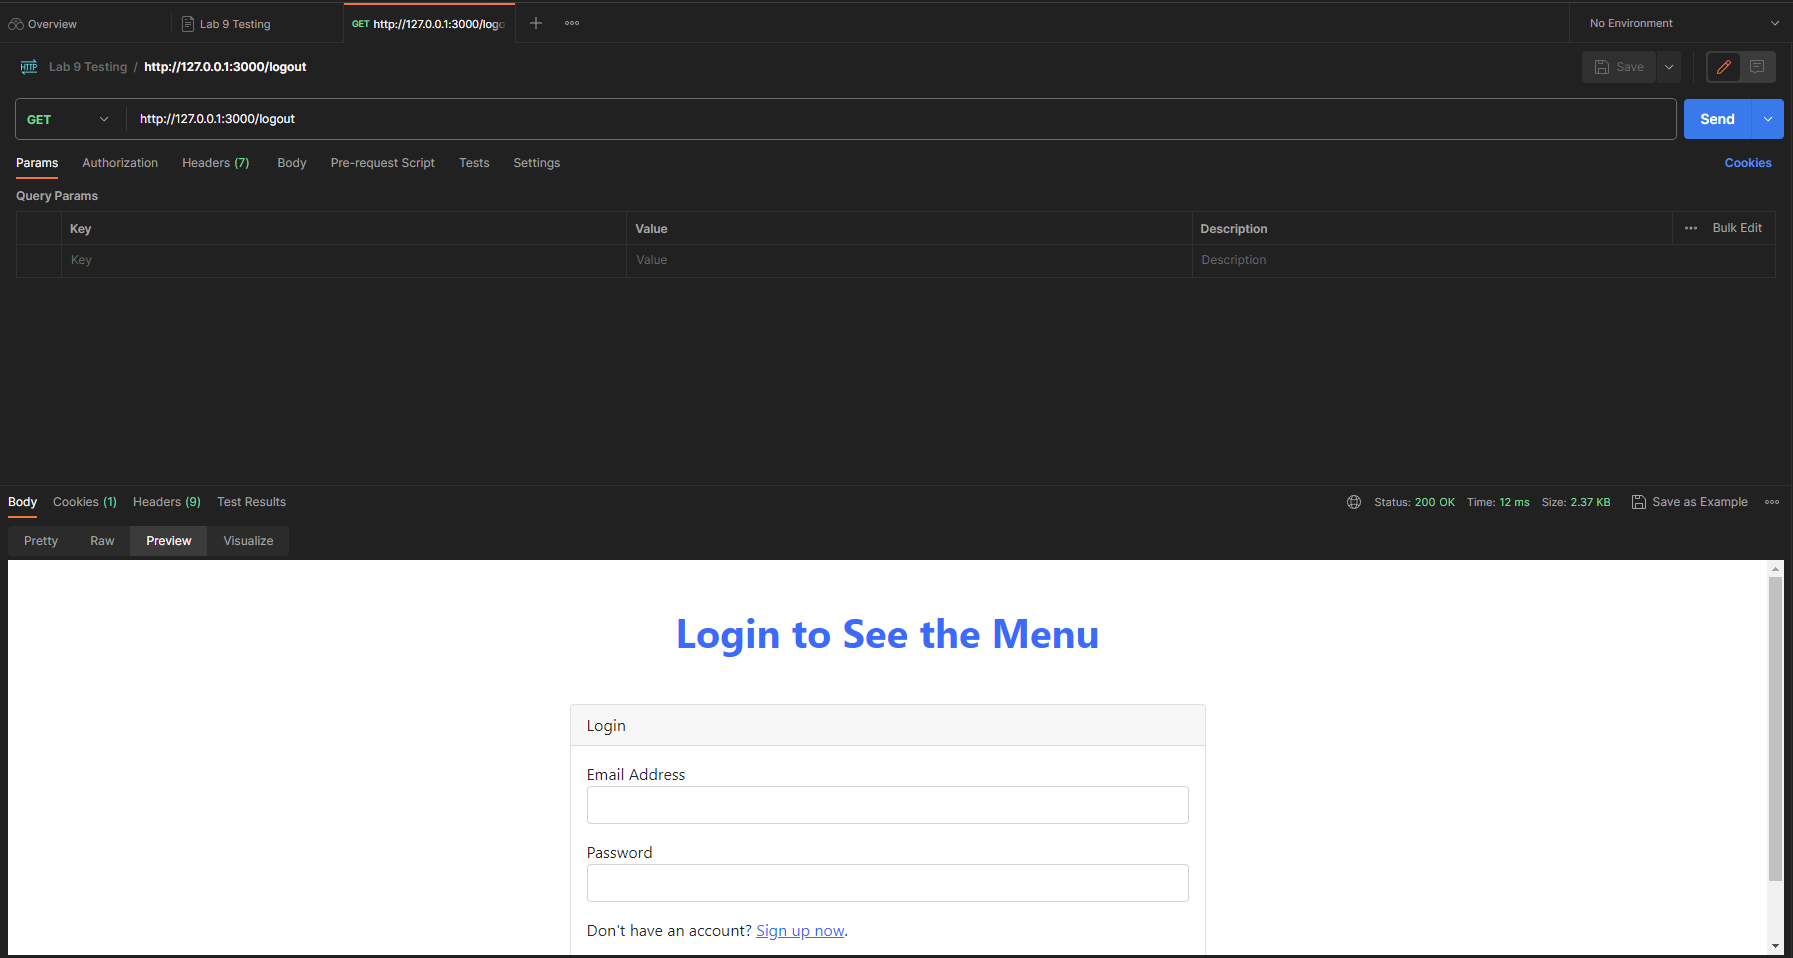 Overview
Lab 9 Testing
GET http://127.0.0.1:3000/logo
No Environment
HTTP Lab 9 Testing / http://127.0.0.1:3000/logout
Save
GET http://127.0.0.1:3000/logout
Send
Params Authorization Headers (7) Body Pre-request Script Tests Settings Cookies
Query Params
Key Value Description Bulk Edit
Key Value Description
Body Cookies (1) Headers (9) Test Results Status: 200 OK Time: 12 ms Size: 2.37 KB Save as Example
Pretty Raw Preview Visualize
Login to See the Menu
Login
Email Address
Password
Don't have an account? Sign up now.